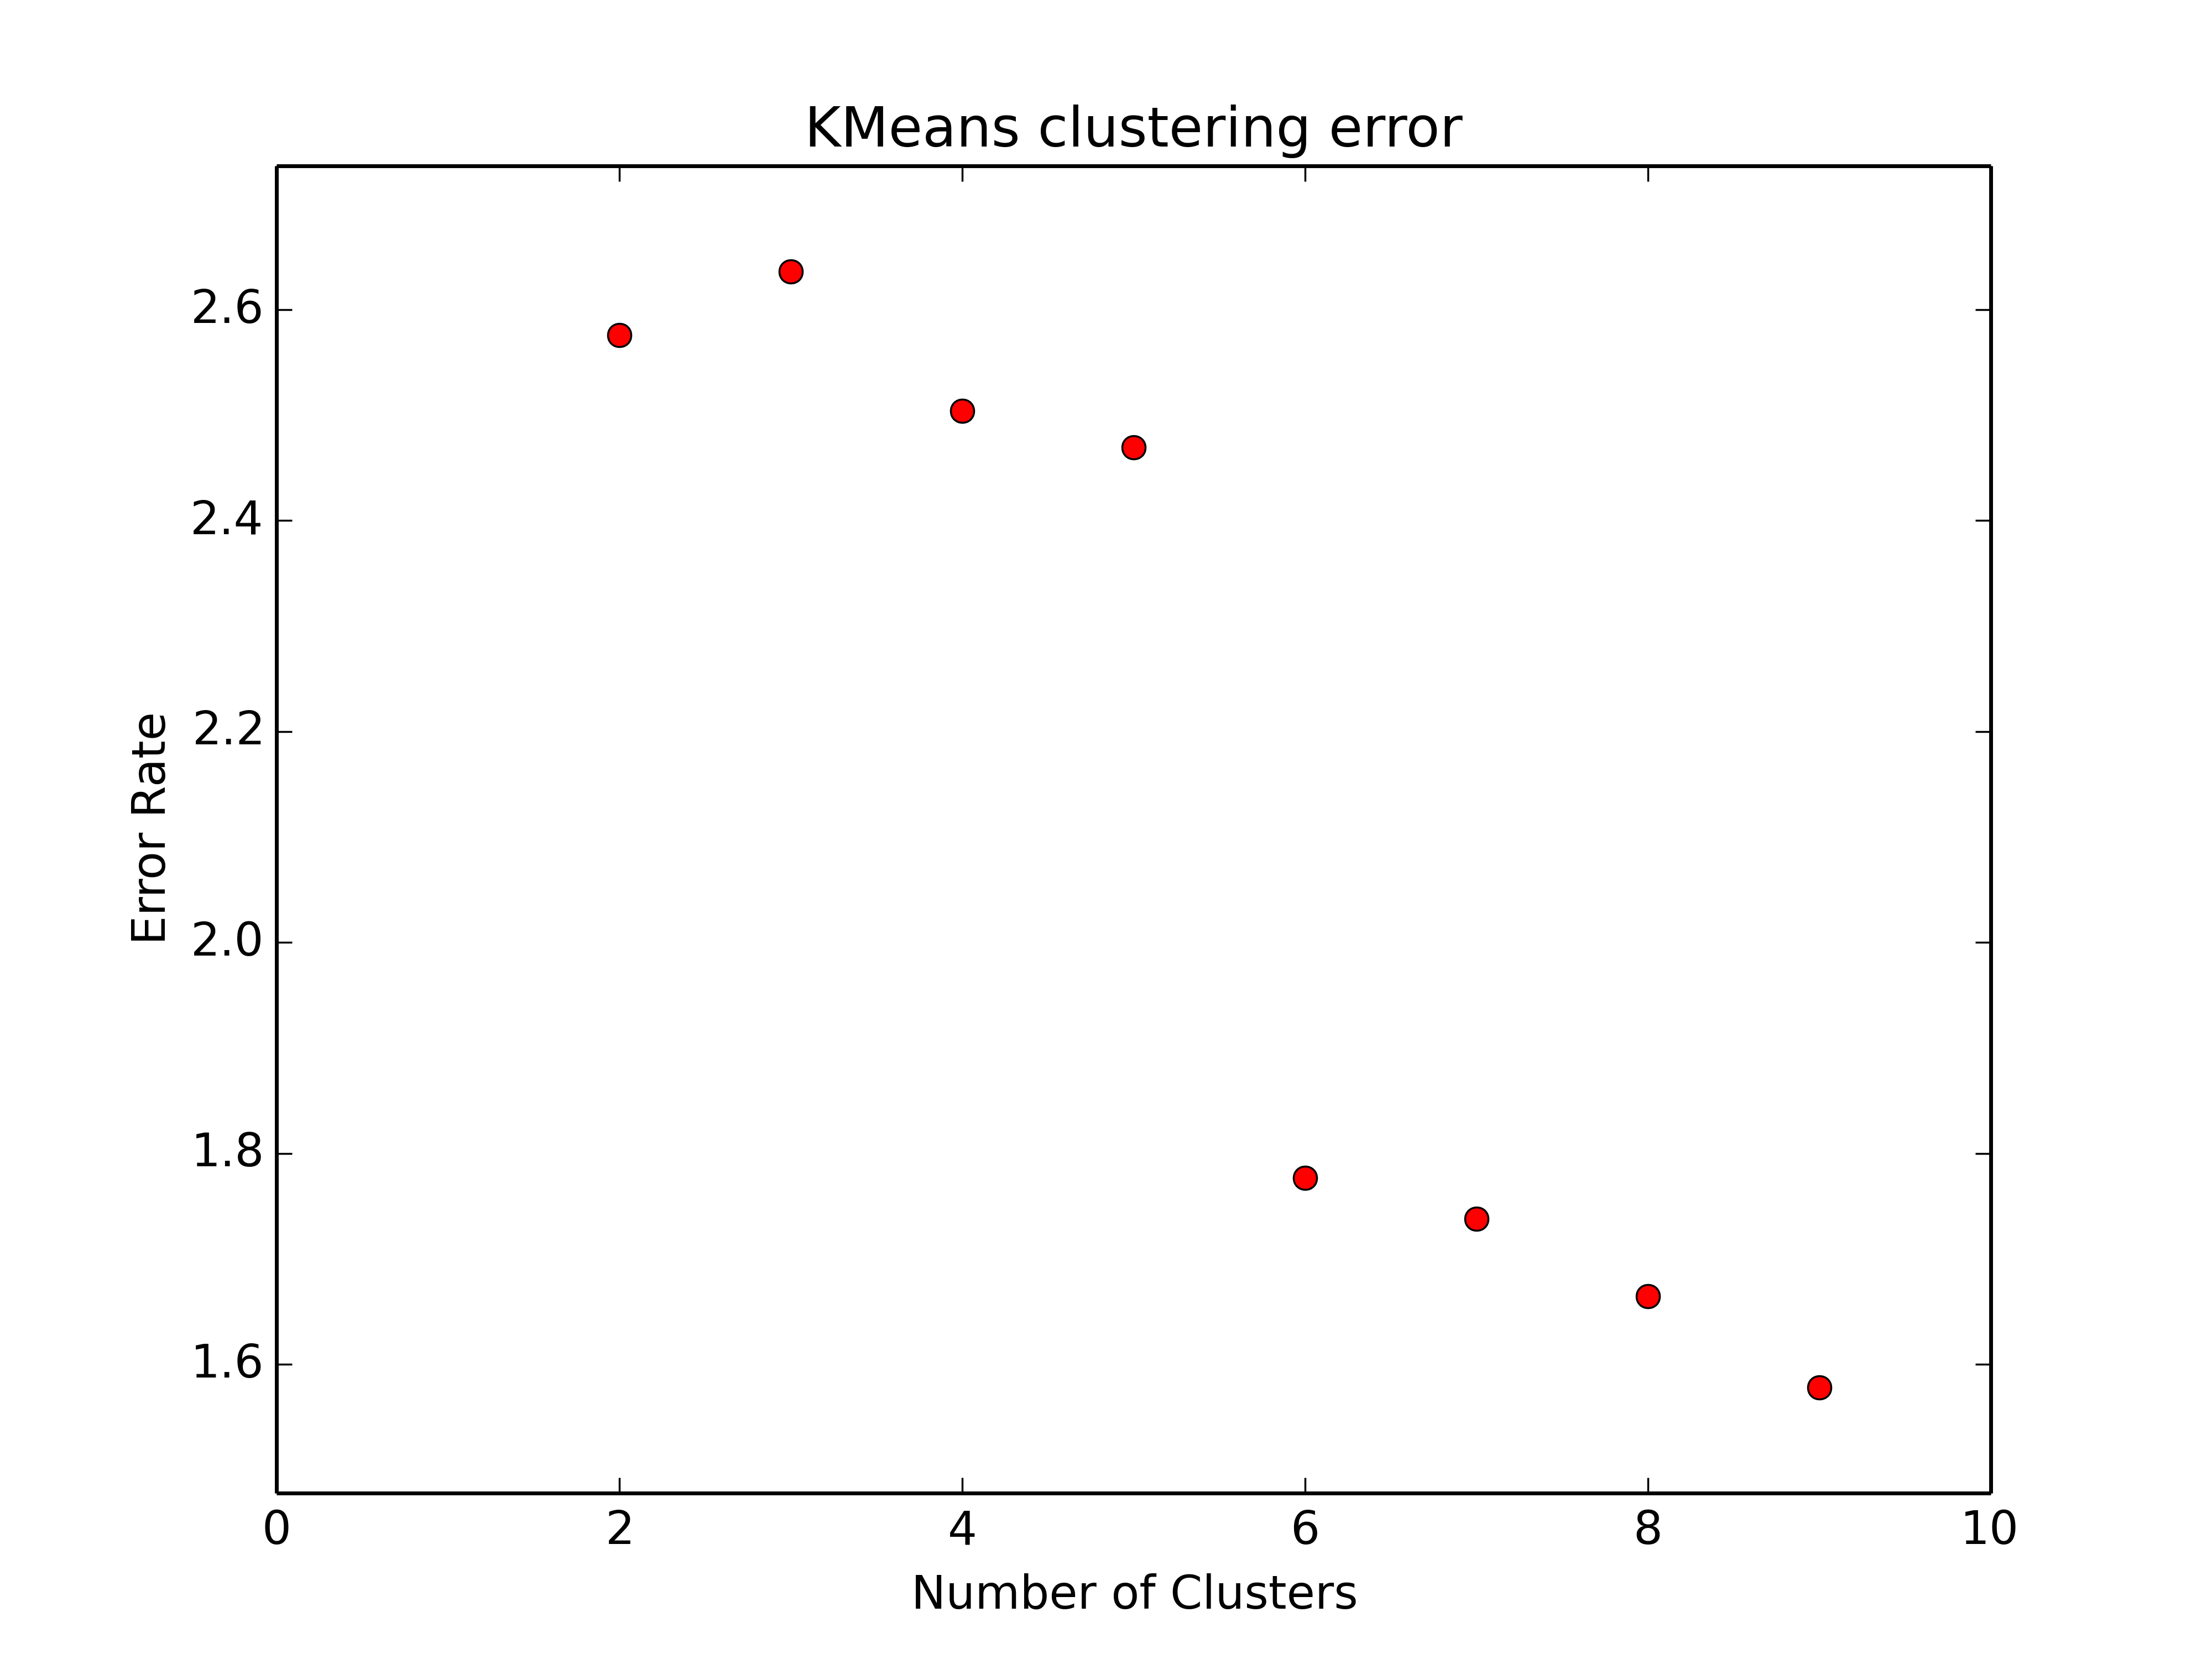 KMeans clustering error
2.6
2.4
2.2
2.0
1.8
1.6
Error Rate
0 2 4 6 8 10
Number of Clusters